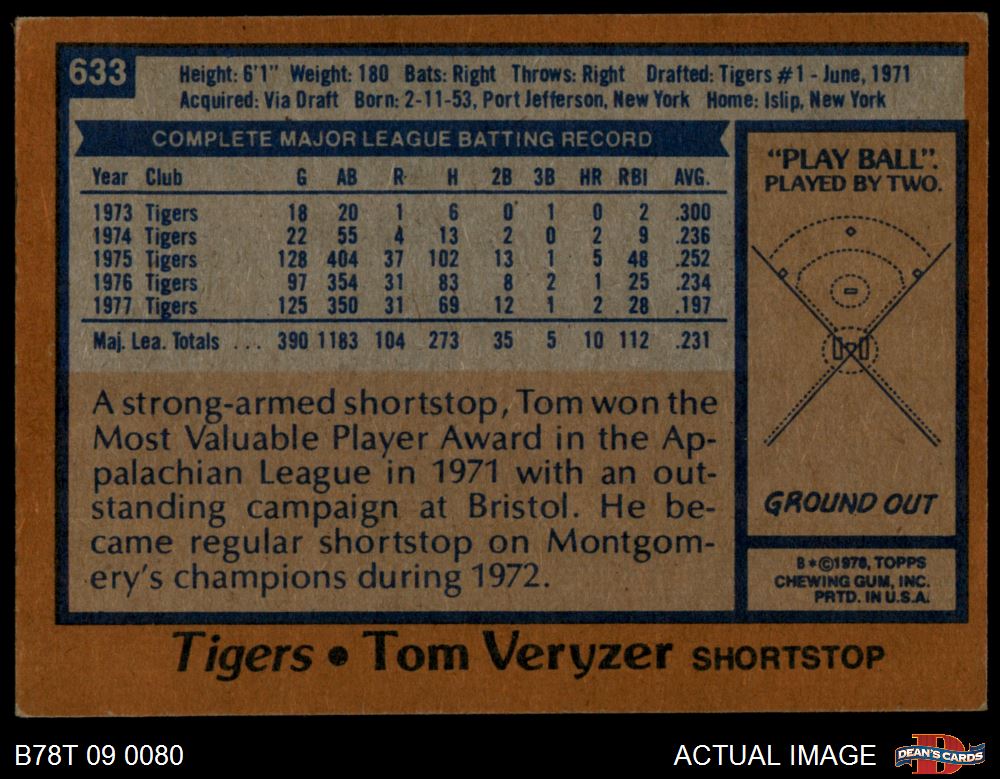 633
Height: 6'1" Weight: 180 Bats: Right Throws: Right Drafted: Tigers #1 - June, 1971
Acquired: Via Draft Born: 2-11-53, Port Jefferson, New York Home: Islip, New York
COMPLETE MAJOR LEAGUE BATTING RECORD
Year Club G AB R H 2B 3B HR RBI AVG.
1973 Tigers 18 20 1 6 0 1 0 2 .300
1974 Tigers 22 55 4 13 2 0 2 9 .236
1975 Tigers 128 404 37 102 13 1 5 48 .252
1976 Tigers 97 354 31 83 8 2 1 25 .234
1977 Tigers 125 350 31 69 12 1 2 28 .197
Maj. Lea. Totals ... 390 1183 104 273 35 5 10 112 .231
A strong-armed shortstop, Tom won the
Most Valuable Player Award in the Ap-
palachian League in 1971 with an out-
standing campaign at Bristol. He be-
came regular shortstop on Montgom-
ery's champions during 1972.
"PLAY BALL".
PLAYED BY TWO.
GROUND OUT
B*©1978, TOPPS
CHEWING GUM, INC.
PRTD. IN U.S.A.
Tigers • Tom Veryzer SHORTSTOP
B78T 09 0080
ACTUAL IMAGE
D's
DEAN'S CARDS